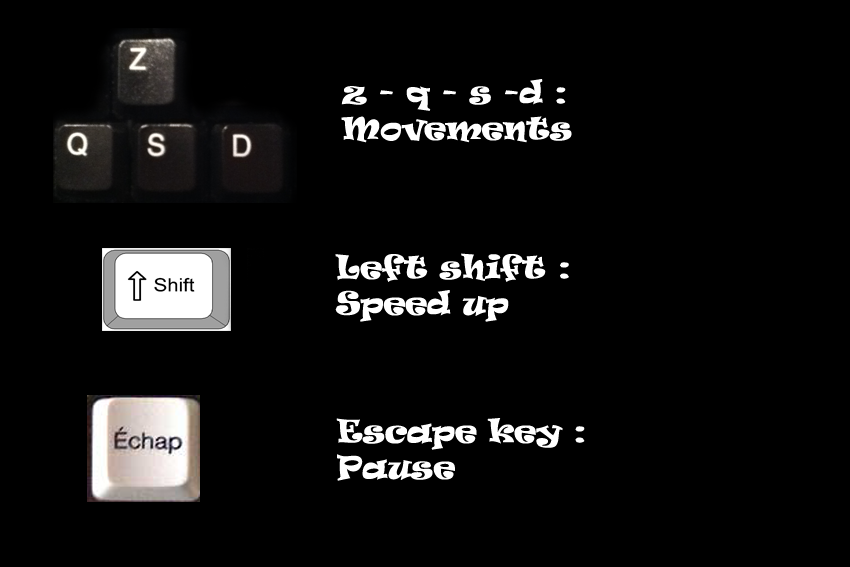 Z
Q S D
z - q - s -d :
Movements
⇧ Shift
Left shift :
Speed up
Échap
Escape key :
Pause